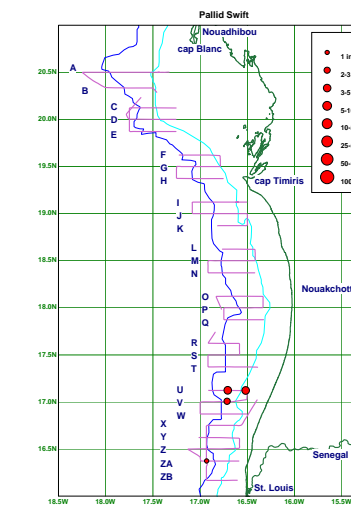 Pallid Swift
Nouadhibou
cap Blanc
1 in
2-3
3-5
5-1
10-
25-
50-
100
20.5N
20.0N
19.5N
19.0N
18.5N
18.0N
17.5N
17.0N
16.5N
A
B
C
D
E
F
G
H
I
J
K
L
M
N
O
P
Q
R
S
T
U
V
W
X
Y
Z
ZA
ZB
cap Timiris
Nouakchott
Senegal
St. Louis
18.5W
18.0W
17.5W
17.0W
16.5W
16.0W
15.5W